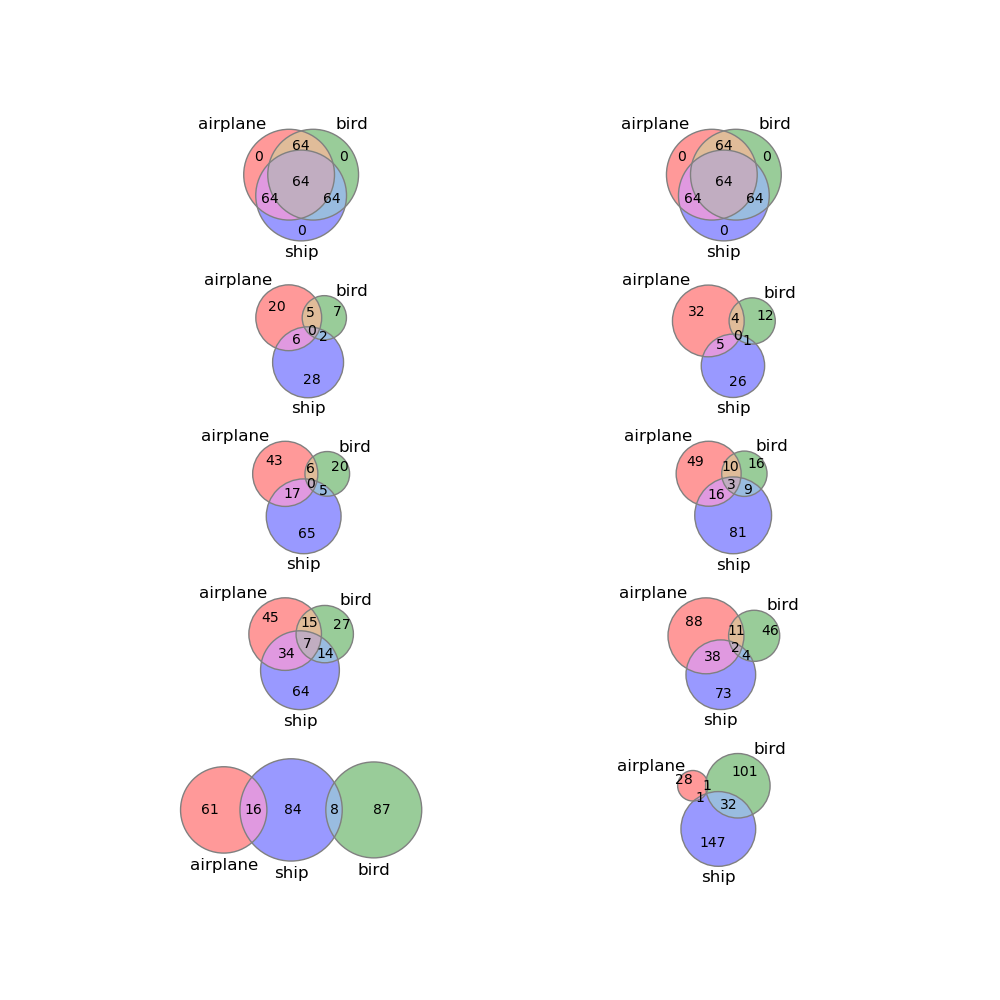 airplane bird
0 64 0
64
64 64
0
ship
airplane bird
0 64 0
64
64 64
0
ship
airplane bird
20 5 7
0
6 2
28
ship
airplane bird
32 4 12
0
5 1
26
ship
airplane bird
43 6 20
0
17 5
65
ship
airplane bird
49 10 16
3
16 9
81
ship
airplane bird
45 15 27
7
34 14
64
ship
airplane bird
88 11 46
2
38 4
73
ship
61 16 84 8 87
airplane ship bird
airplane bird
28 1 101
1 32
147
ship